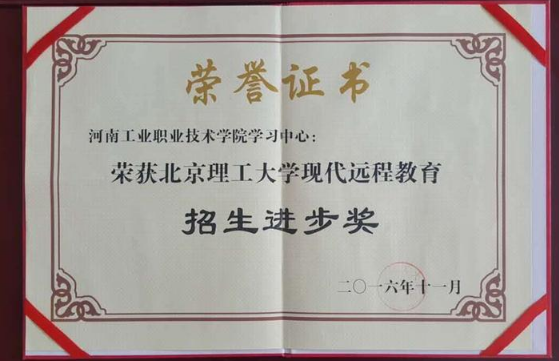 荣誉证书
河南工业职业技术学院学习中心：
荣获北京理工大学现代远程教育
招生进步奖
二〇一六年十一月